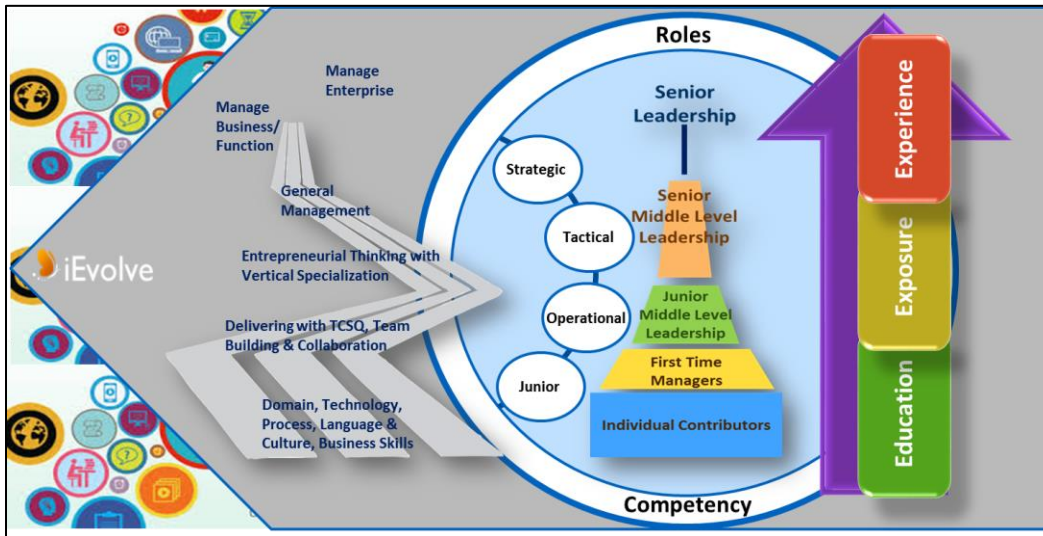 Manage
Enterprise
Manage
Business/
Function
General
Management
Entrepreneurial Thinking with
Vertical Specialization
Delivering with TCSQ, Team
Building & Collaboration
Domain, Technology,
Process, Language &
Culture, Business Skills
iEvolve
Roles
Strategic
Tactical
Operational
Junior
Senior
Leadership
Senior
Middle Level
Leadership
Junior
Middle Level
Leadership
First Time
Managers
Individual Contributors
Competency
Experience
Exposure
Education